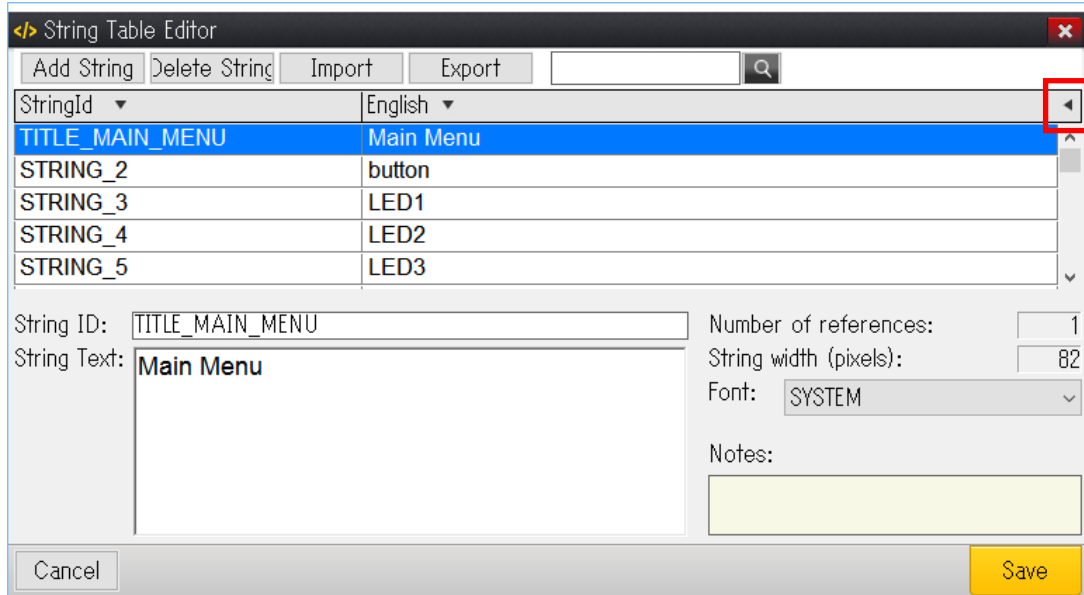 </> String Table Editor
Add String Delete String Import Export
StringId English
TITLE_MAIN_MENU Main Menu
STRING_2 button
STRING_3 LED1
STRING_4 LED2
STRING_5 LED3
String ID: TITLE_MAIN_MENU Number of references: 1
String Text: Main Menu String width (pixels): 82
Font: SYSTEM
Notes:
Cancel Save